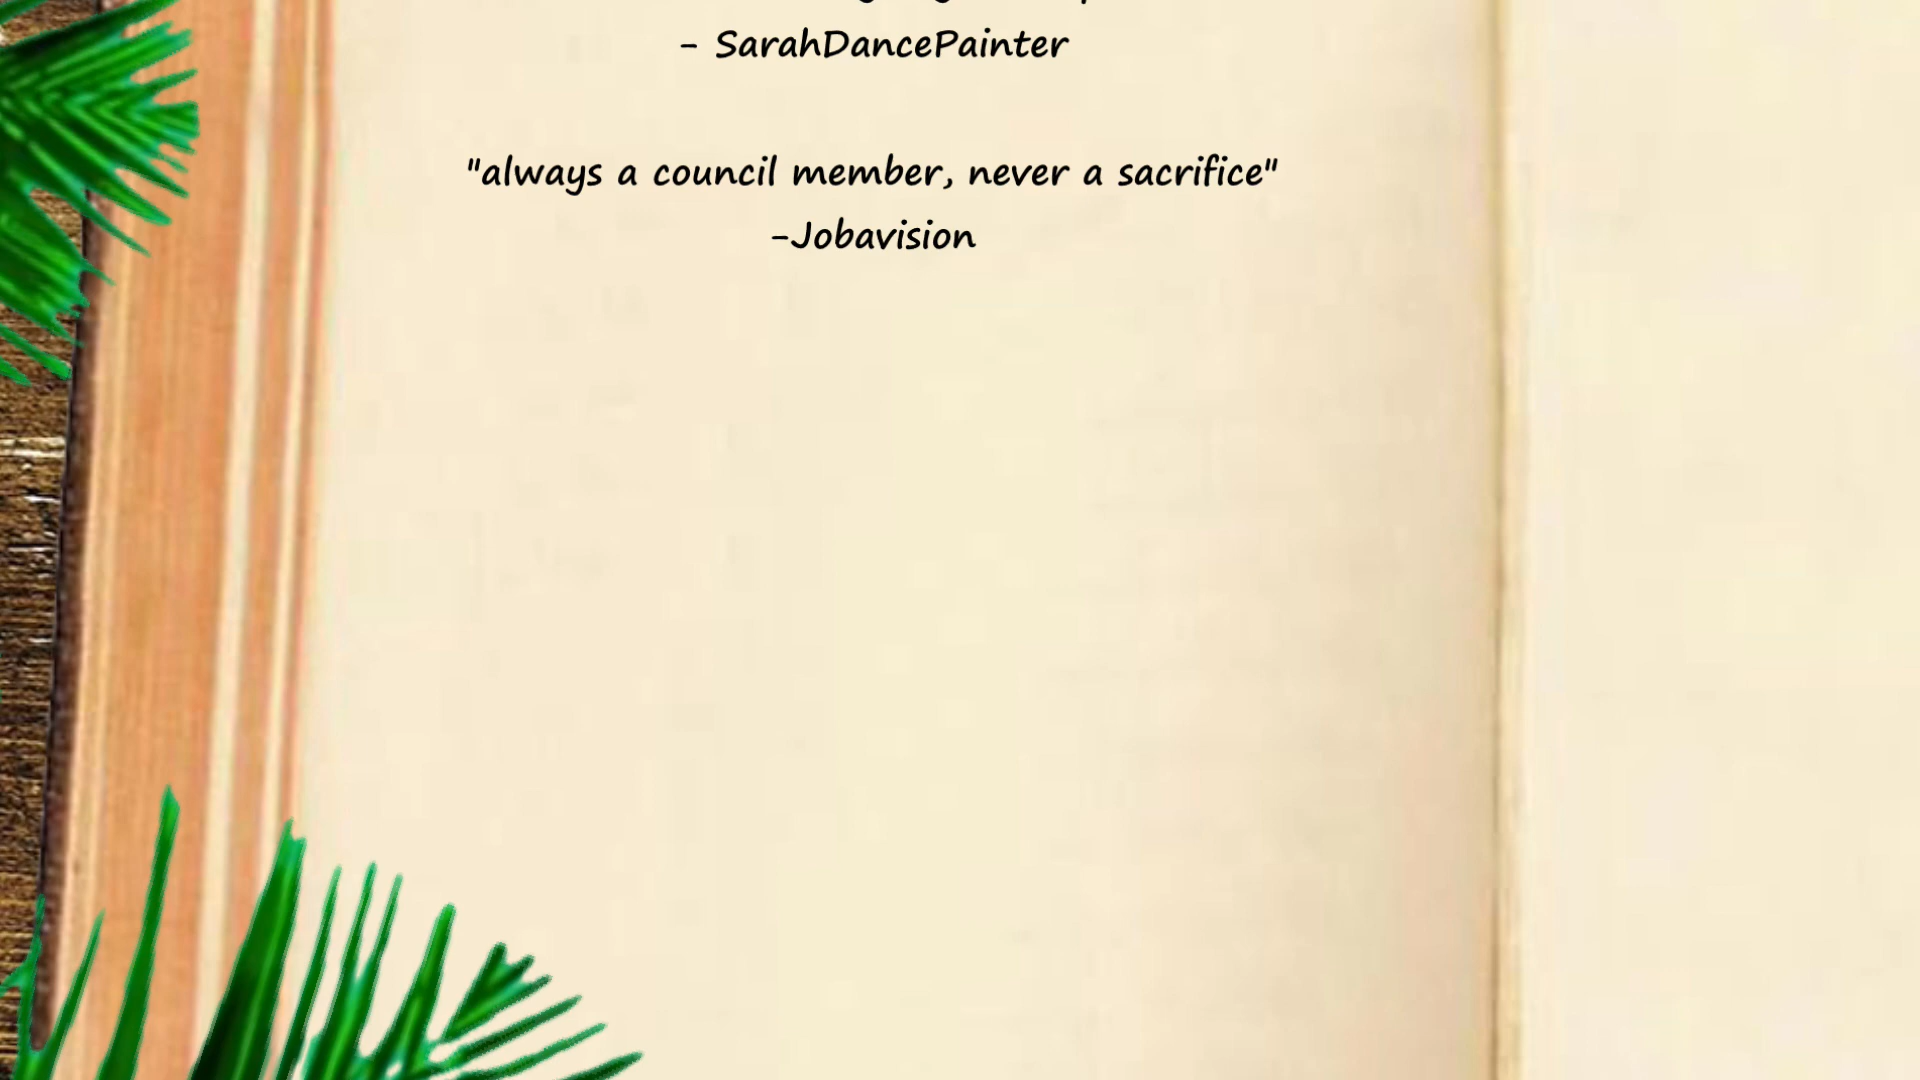 - SarahDancePainter
"always a council member, never a sacrifice"
-Jobavision